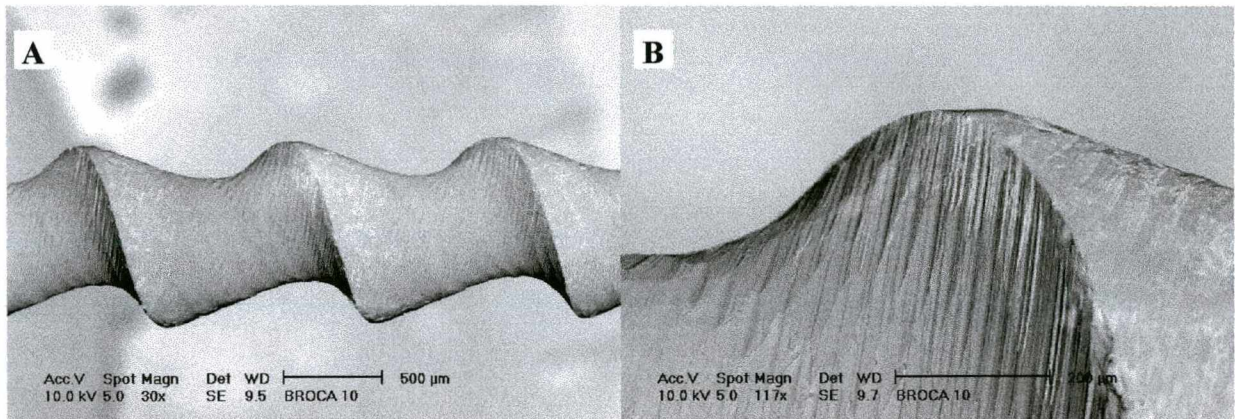 A
Acc.V Spot Magn Det WD 500 µm
10.0 kV 5.0 30x SE 9.5 BROCA 10
B
Acc.V Spot Magn Det WD 200 µm
10.0 kV 5.0 117x SE 9.7 BROCA 10